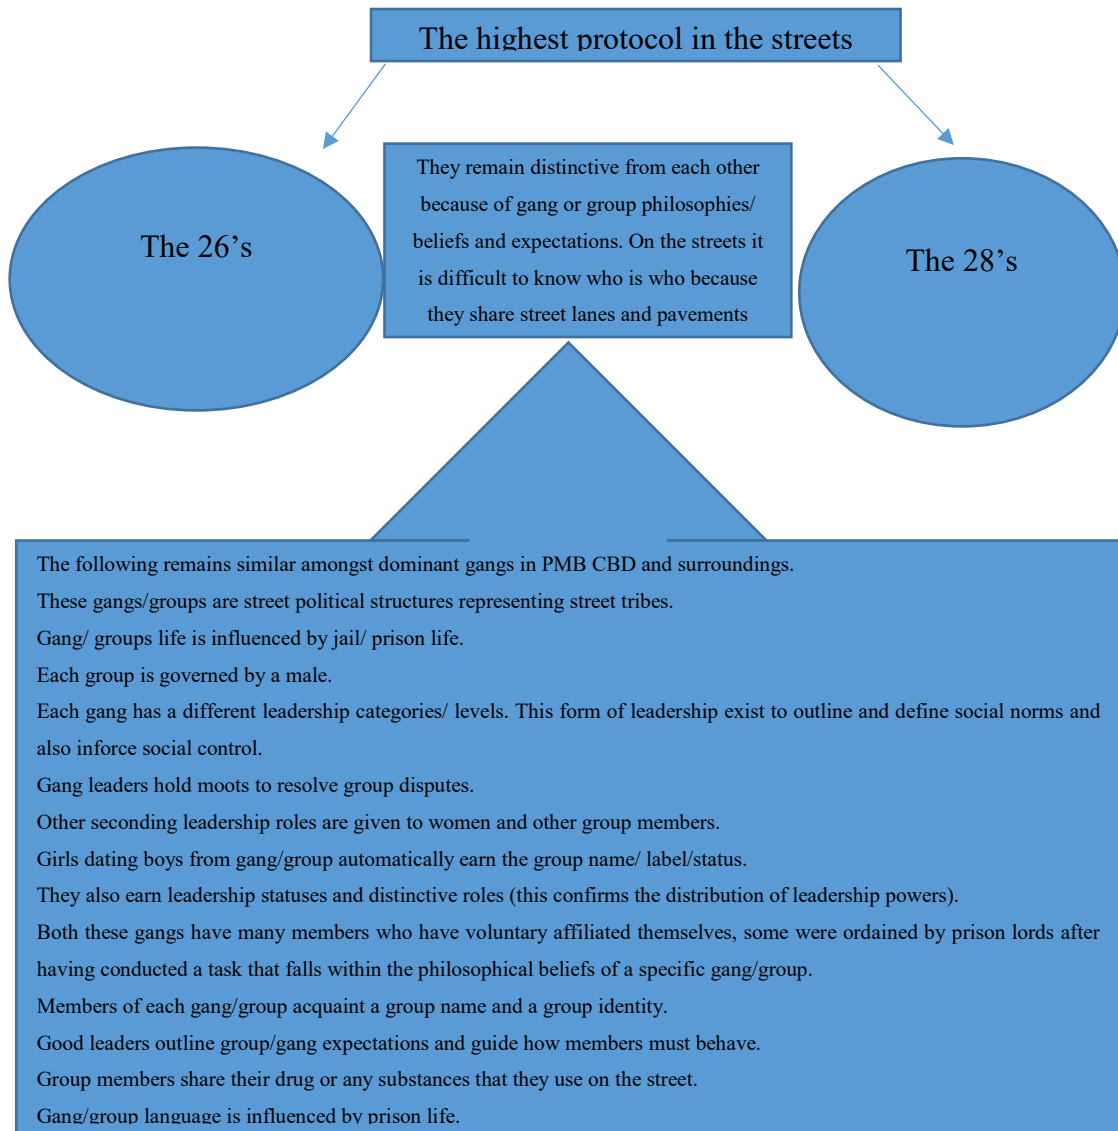 The highest protocol in the streets
The 26’s
They remain distinctive from each other
because of gang or group philosophies/
beliefs and expectations. On the streets it
is difficult to know who is who because
they share street lanes and pavements
The 28’s
The following remains similar amongst dominant gangs in PMB CBD and surroundings.
These gangs/groups are street political structures representing street tribes.
Gang/ groups life is influenced by jail/ prison life.
Each group is governed by a male.
Each gang has a different leadership categories/ levels. This form of leadership exist to outline and define social norms and
also inforce social control.
Gang leaders hold moots to resolve group disputes.
Other seconding leadership roles are given to women and other group members.
Girls dating boys from gang/group automatically earn the group name/ label/status.
They also earn leadership statuses and distinctive roles (this confirms the distribution of leadership powers).
Both these gangs have many members who have voluntary affiliated themselves, some were ordained by prison lords after
having conducted a task that falls within the philosophical beliefs of a specific gang/group.
Members of each gang/group acquaint a group name and a group identity.
Good leaders outline group/gang expectations and guide how members must behave.
Group members share their drug or any substances that they use on the street.
Gang/group language is influenced by prison life.